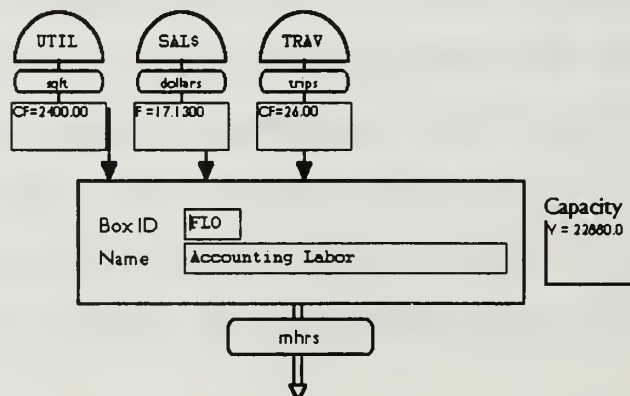 UTIL SAL$ TRAV
sqft dollars trips
CF=2400.00 F =17.1300 CF=26.00
Capacity
Y = 22880.0
Box ID FLO
Name Accounting Labor
mhrs